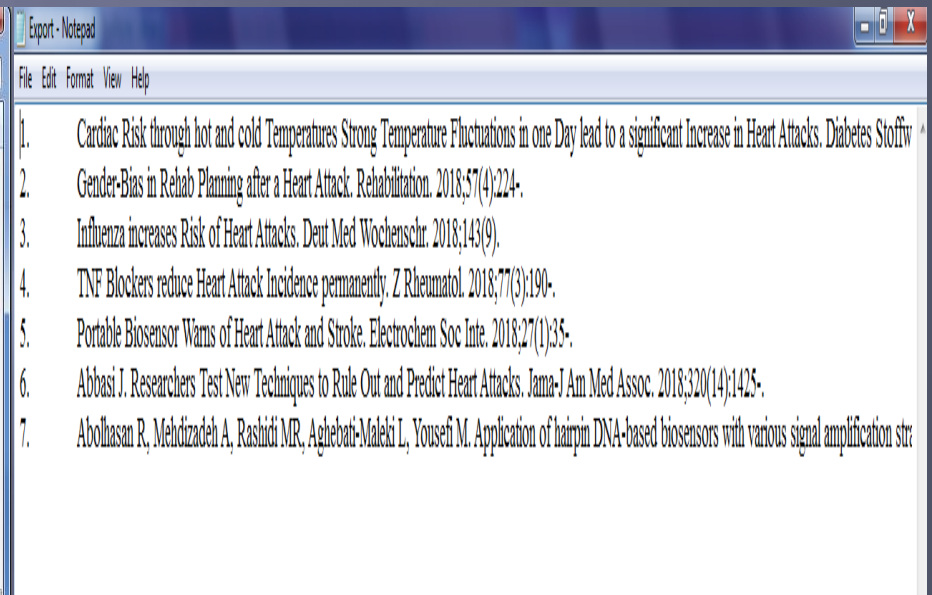 Export - Notepad
File Edit Format View Help
1. Cardiac Risk through hot and cold Temperatures Strong Temperature Fluctuations in one Day lead to a significant Increase in Heart Attacks. Diabetes Stoffw
2. Gender-Bias in Rehab Planning after a Heart Attack. Rehabilitation. 2018;57(4):224-.
3. Influenza increases Risk of Heart Attacks. Deut Med Wochenschr. 2018;143(9).
4. TNF Blockers reduce Heart Attack Incidence permanently. Z Rheumatol. 2018;77(3):190-.
5. Portable Biosensor Warns of Heart Attack and Stroke. Electrochem Soc Inte. 2018;27(1):35-.
6. Abbasi J. Researchers Test New Techniques to Rule Out and Predict Heart Attacks. Jama-J Am Med Assoc. 2018;320(14):1425-.
7. Abolhasan R, Mehdizadeh A, Rashidi MR, Aghebati-Maleki L, Yousefi M. Application of hairpin DNA-based biosensors with various signal amplification stra